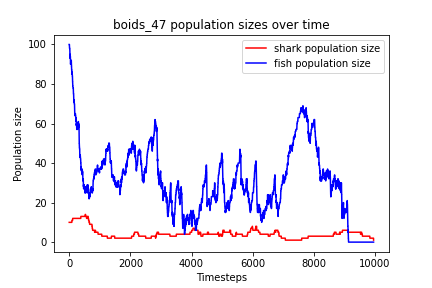 boids_47 population sizes over time
shark population size
fish population size
Population size
100
80
60
40
20
0
0 2000 4000 6000 8000 10000
Timesteps